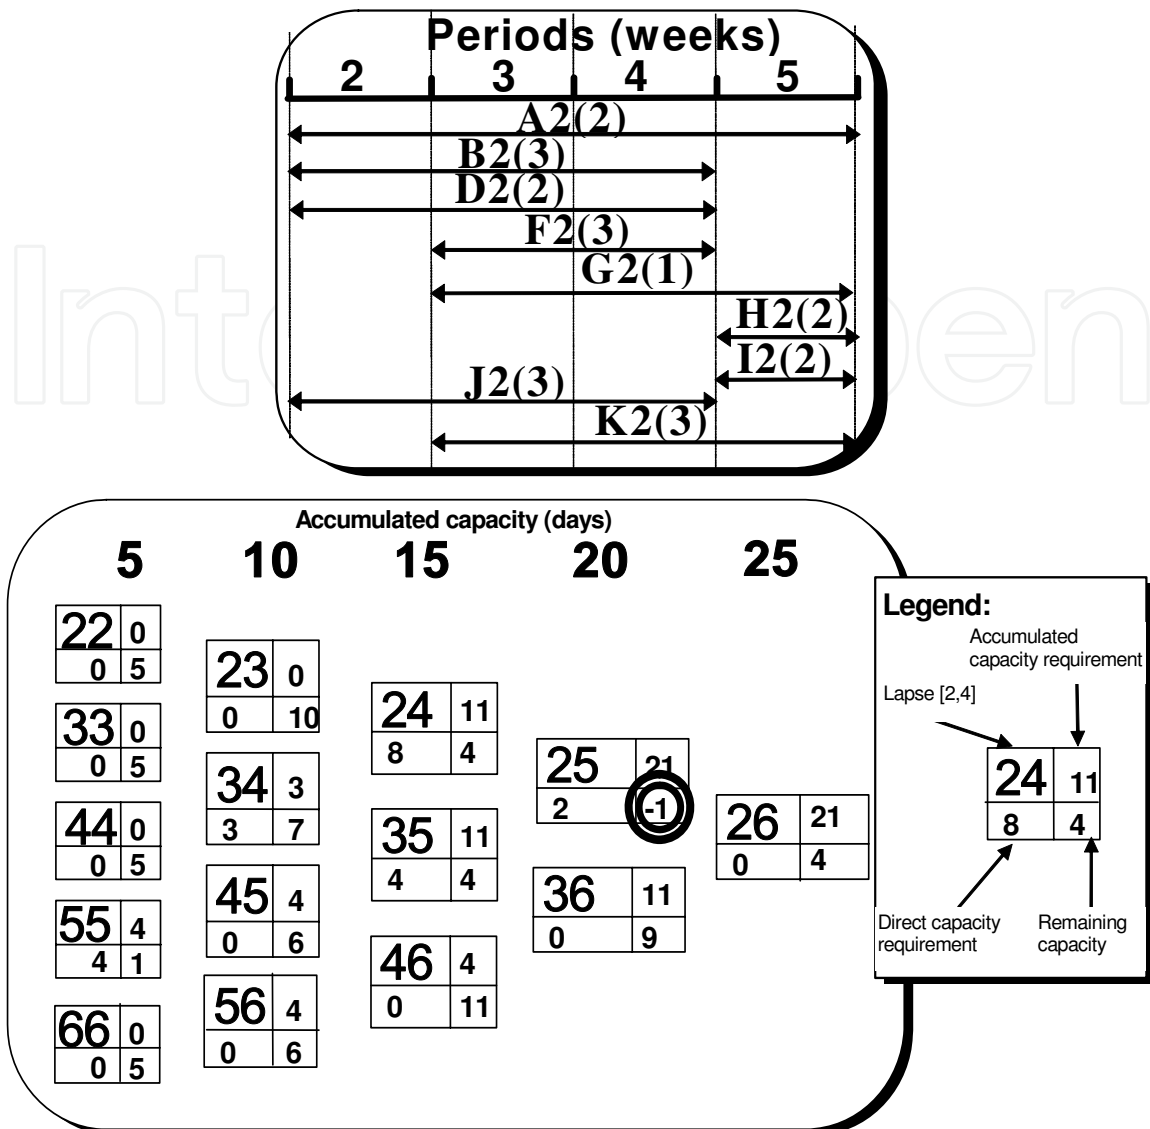 Periods (weeks)
2 3 4 5
A2(2)
B2(3)
D2(2)
F2(3)
G2(1)
H2(2)
I2(2)
J2(3)
K2(3)
Accumulated capacity (days)
5 10 15 20 25
22 0
0 5
33 0
0 5
44 0
0 5
55 4
4 1
66 0
0 5
23 0
0 10
34 3
3 7
45 4
0 6
56 4
0 6
24 11
8 4
35 11
4 4
46 4
0 11
25 21
2 -1
36 11
0 9
26 21
0 4
Legend:
Accumulated
capacity requirement
Lapse [2,4]
24 11
8 4
Direct capacity
requirement
Remaining
capacity